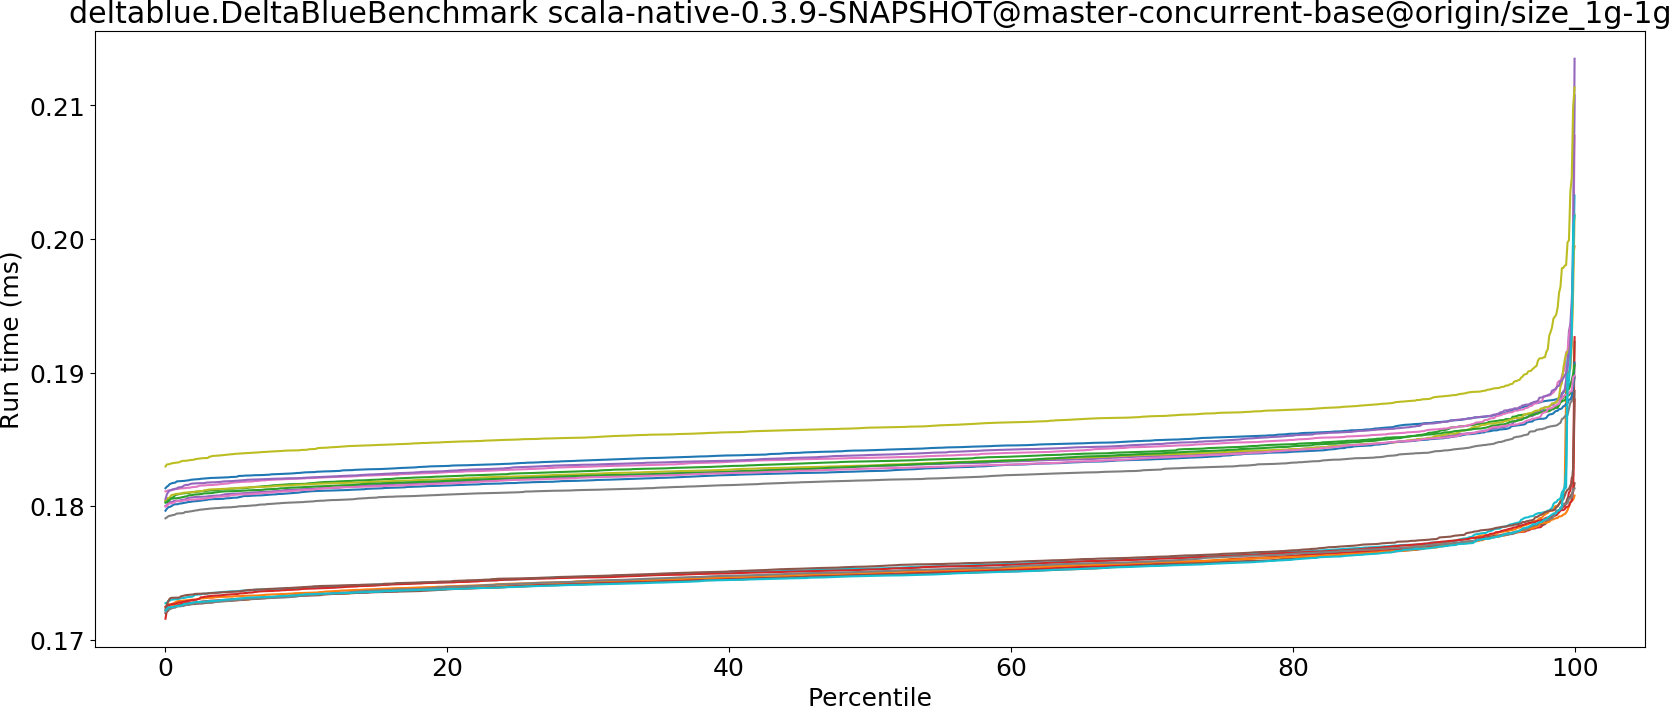 deltablue.DeltaBlueBenchmark scala-native-0.3.9-SNAPSHOT@master-concurrent-base@origin/size_1g-1g
0.21
0.20
0.19
0.18
0.17
Run time (ms)
0 20 40 60 80 100
Percentile